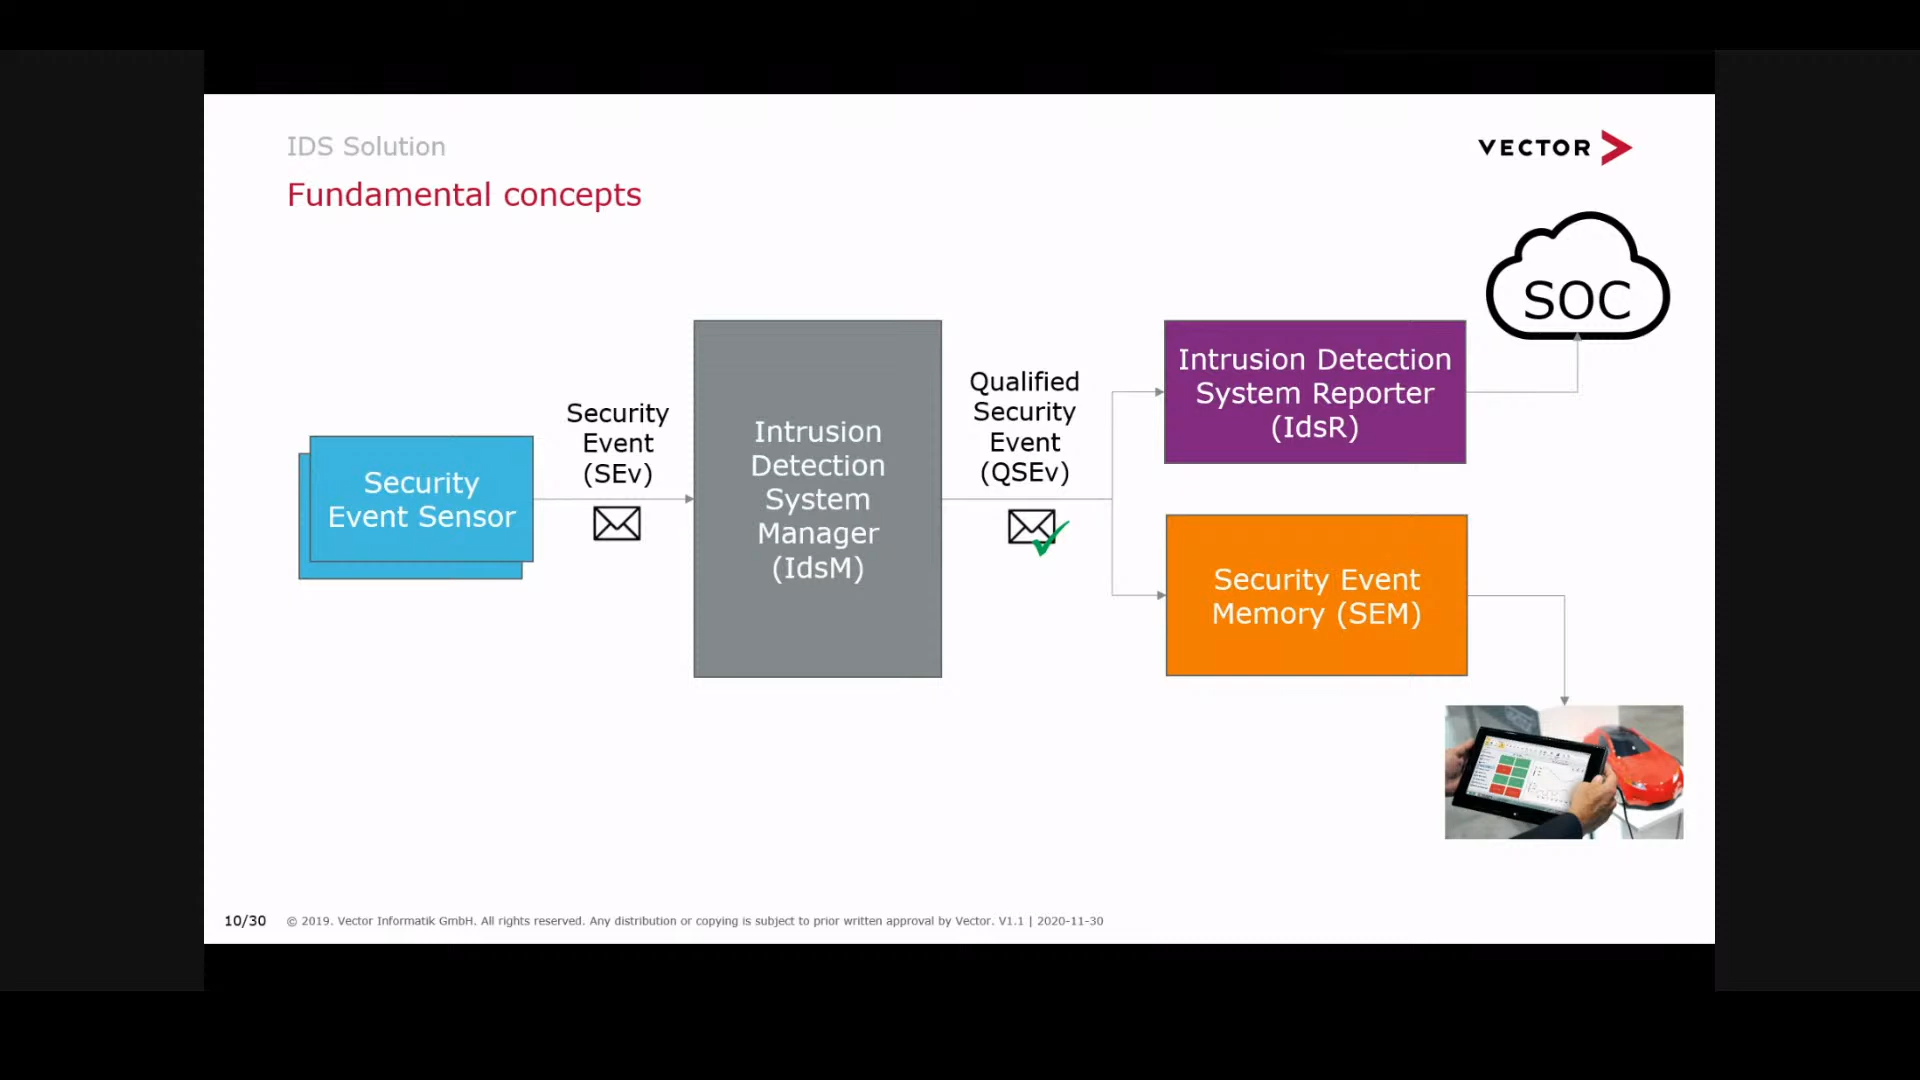 IDS Solution
VECTOR
Fundamental concepts
SOC
Security
Event Sensor
Security
Event
(SEv)
Intrusion
Detection
System
Manager
(IdsM)
Qualified
Security
Event
(QSEv)
Intrusion Detection
System Reporter
(IdsR)
Security Event
Memory (SEM)
10/30 © 2019. Vector Informatik GmbH. All rights reserved. Any distribution or copying is subject to prior written approval by Vector. V1.1 | 2020-11-30